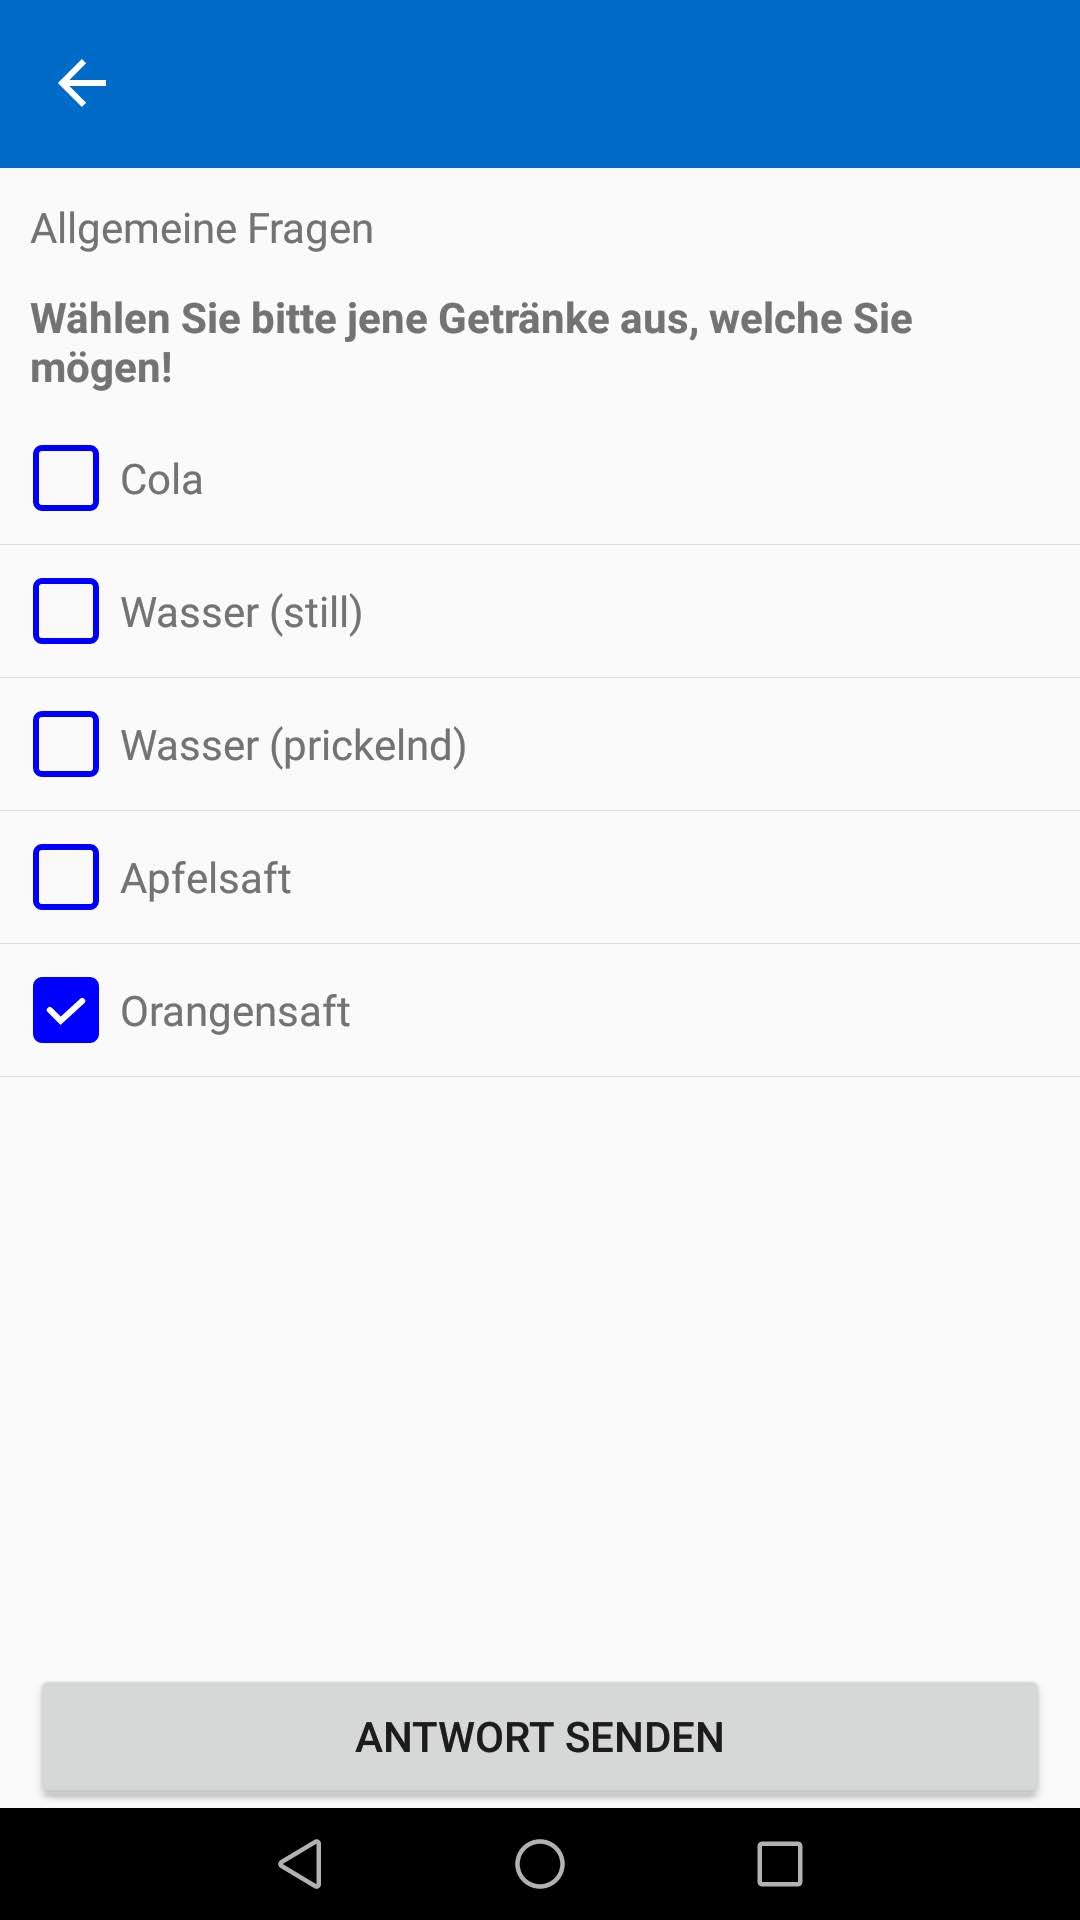 Allgemeine Fragen
Wählen Sie bitte jene Getränke aus, welche Sie
mögen!
Cola
Wasser (still)
Wasser (prickelnd)
Apfelsaft
Orangensaft
ANTWORT SENDEN